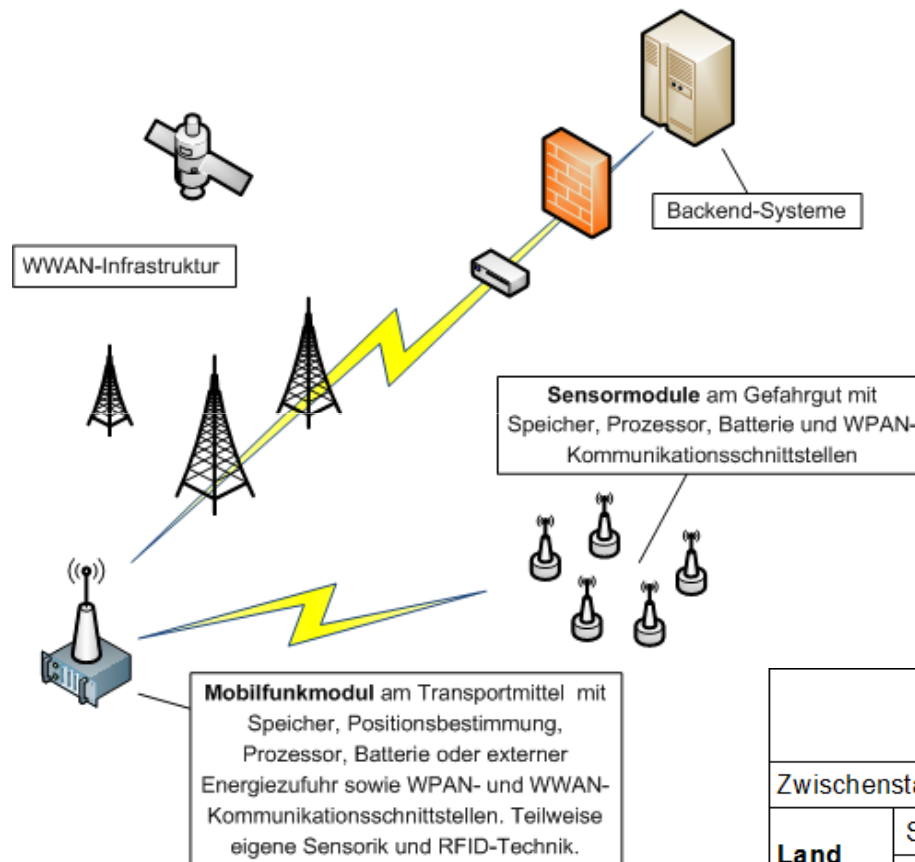 Backend-Systeme
WWAN-Infrastruktur
Sensormodule am Gefahrgut mit
Speicher, Prozessor, Batterie und WPAN-
Kommunikationsschnittstellen
Mobilfunkmodul am Transportmittel mit
Speicher, Positionsbestimmung,
Prozessor, Batterie oder externer
Energiezufuhr sowie WPAN- und WWAN-
Kommunikationsschnittstellen. Teilweise
eigene Sensorik und RFID-Technik.
Land